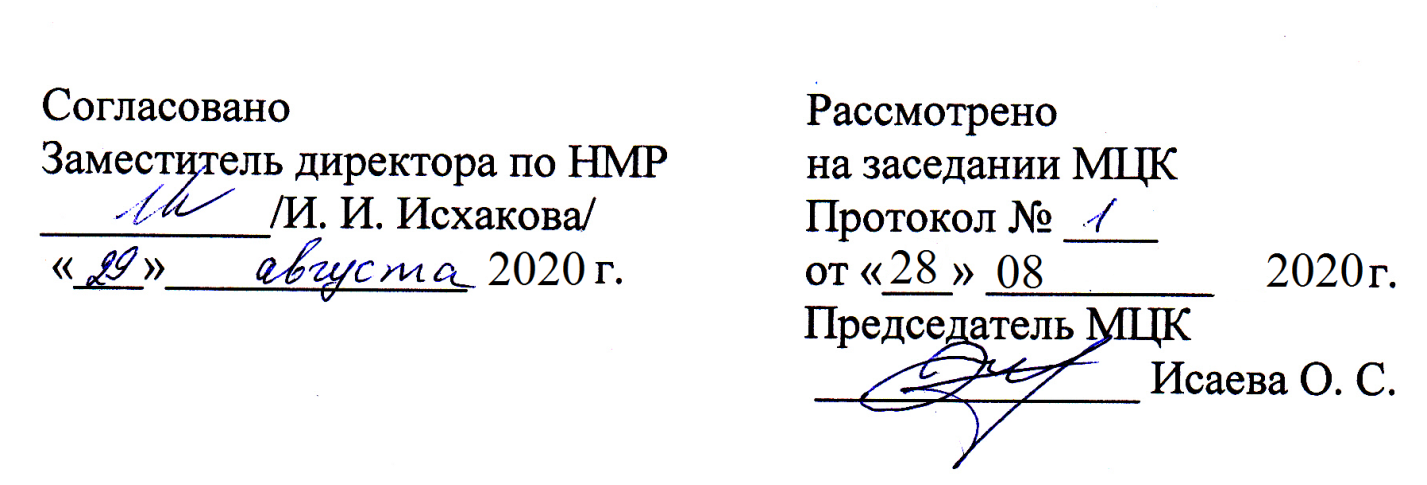 Согласовано
Заместитель директора по НМР
/И. И. Исхакова/
«29» августа 2020 г.
Рассмотрено
на заседании МЦК
Протокол № 1
от «28» 08 2020 г.
Председатель МЦК
Исаева О. С.